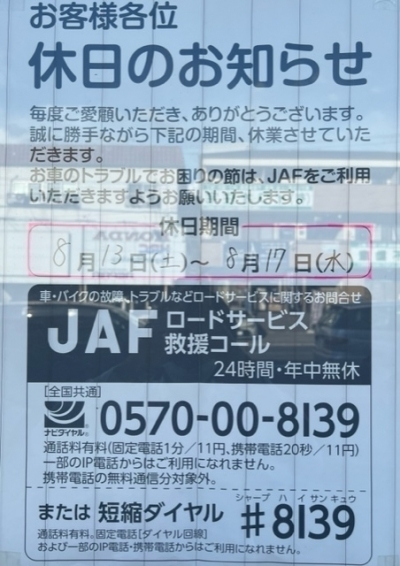 お客様各位
休日のお知らせ
毎度ご愛顧いただき、ありがとうございます。
誠に勝手ながら下記の期間、休業させていた
だきます。
お車のトラブルでお困りの節は、JAFをご利用
いただきますようお願いいたします。
休日期間
8月13日(土)～8月17日(水)
車・バイクの故障、トラブルなどロードサービスに関するお問合せ
JAF ロードサービス
救援コール
24時間・年中無休
[全国共通]
ナビダイヤル® 0570-00-8139
通話料有料(固定電話1分/11円、携帯電話20秒/11円)
一部のIP電話からはご利用になれません。
携帯電話の無料通信分対象外。
シャープ ハイサンキュウ
または 短縮ダイヤル #8139
通話料有料。固定電話[ダイヤル回線]
および一部のIP電話・携帯電話からはご利用になれません。